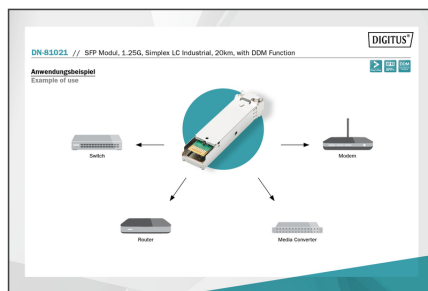 DIGITUS®
DN-81021 // SFP Modul, 1.25G, Simplex LC Industrial, 20km, with DDM Function
Anwendungsbeispiel
Example of use
DDM
Switch
Modem
Router
Media Converter